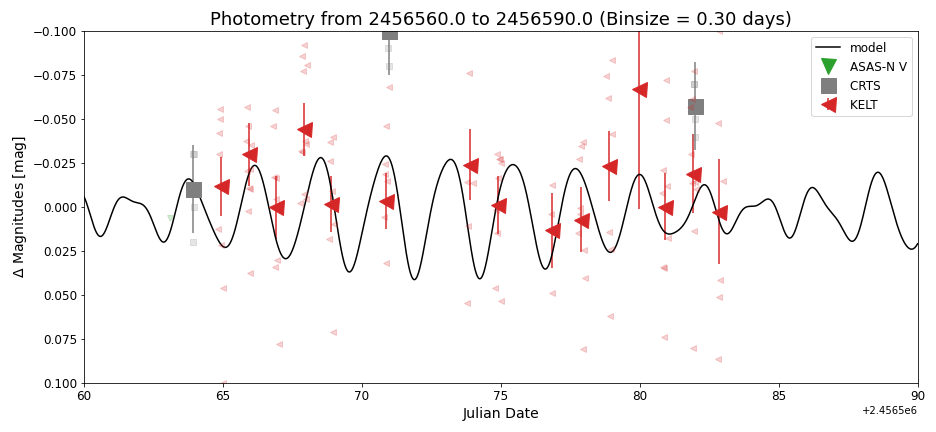 Photometry from 2456560.0 to 2456590.0 (Binsize = 0.30 days)
−0.100
−0.075
−0.050
−0.025
0.000
0.025
0.050
0.075
0.100
Δ Magnitudes [mag]
model
ASAS-N V
CRTS
KELT
60 65 70 75 80 85 90
+2.4565e6
Julian Date